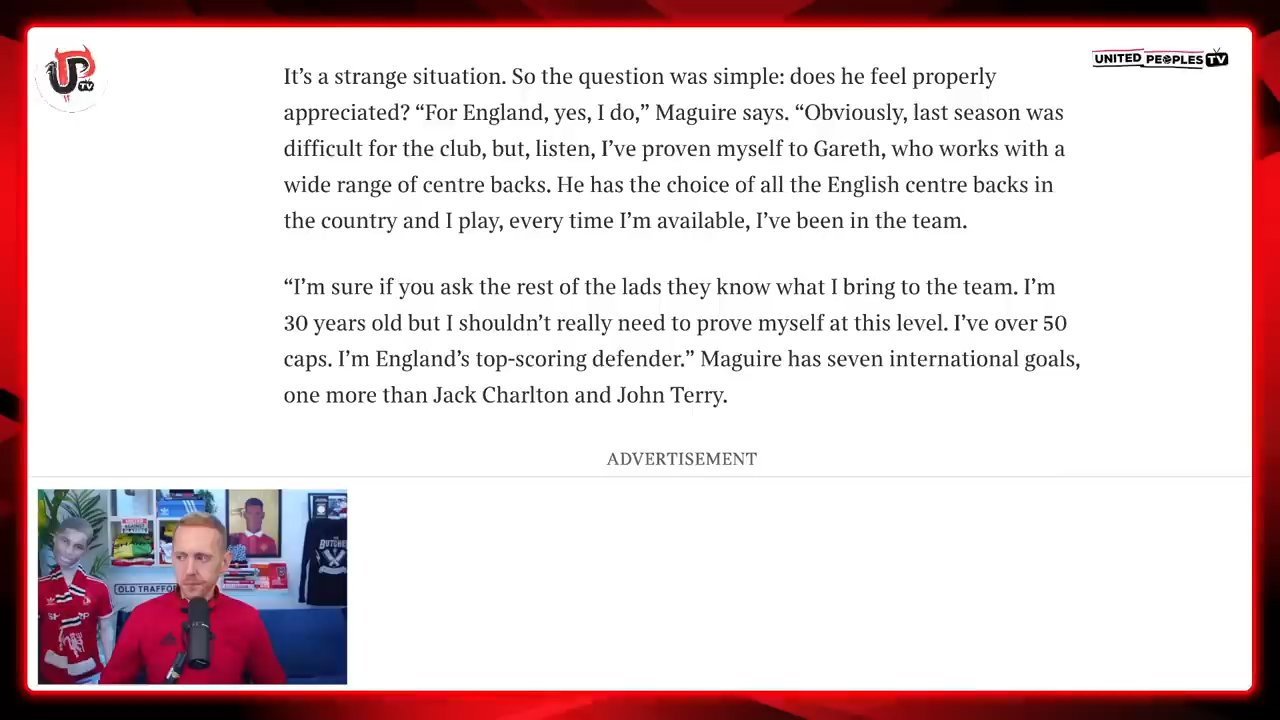 UP
TV
UNITED PEOPLES TV
It's a strange situation. So the question was simple: does he feel properly
appreciated? “For England, yes, I do,” Maguire says. “Obviously, last season was
difficult for the club, but, listen, I've proven myself to Gareth, who works with a
wide range of centre backs. He has the choice of all the English centre backs in
the country and I play, every time I'm available, I've been in the team.
“I'm sure if you ask the rest of the lads they know what I bring to the team. I'm
30 years old but I shouldn't really need to prove myself at this level. I've over 50
caps. I'm England's top-scoring defender.” Maguire has seven international goals,
one more than Jack Charlton and John Terry.
ADVERTISEMENT
OLD TRAFFO
THE
BUTCHER